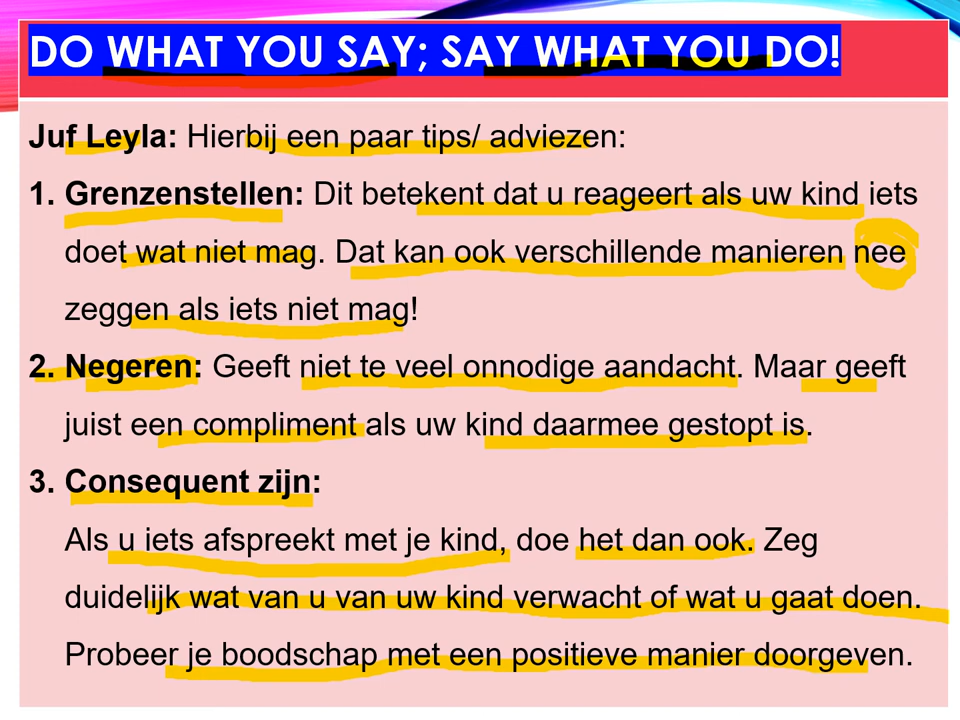 DO WHAT YOU SAY; SAY WHAT YOU DO!
Juf Leyla: Hierbij een paar tips/ adviezen:
1. Grenzenstellen: Dit betekent dat u reageert als uw kind iets
doet wat niet mag. Dat kan ook verschillende manieren nee
zeggen als iets niet mag!
2. Negeren: Geeft niet te veel onnodige aandacht. Maar geeft
juist een compliment als uw kind daarmee gestopt is.
3. Consequent zijn:
Als u iets afspreekt met je kind, doe het dan ook. Zeg
duidelijk wat van u van uw kind verwacht of wat u gaat doen.
Probeer je boodschap met een positieve manier doorgeven.